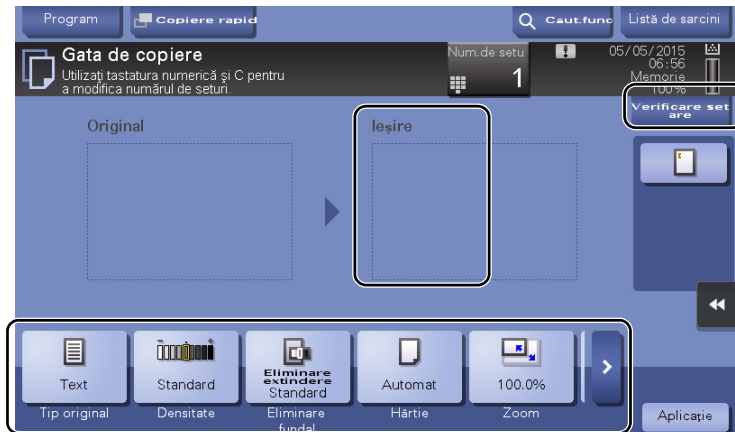 Program
Copiere rapid
Caut.func
Listă de sarcini
Gata de copiere
Utilizați tastatura numerică și C pentru
a modifica numărul de seturi.
Num.de setu
1
05/05/2015
06:56
Memorie
100%
Verificare set
are
Original
Ieșire
Text
Standard
Eliminare
extindere
Standard
Automat
100.0%
Tip original
Densitate
Eliminare
fundal
Hârtie
Zoom
Aplicație